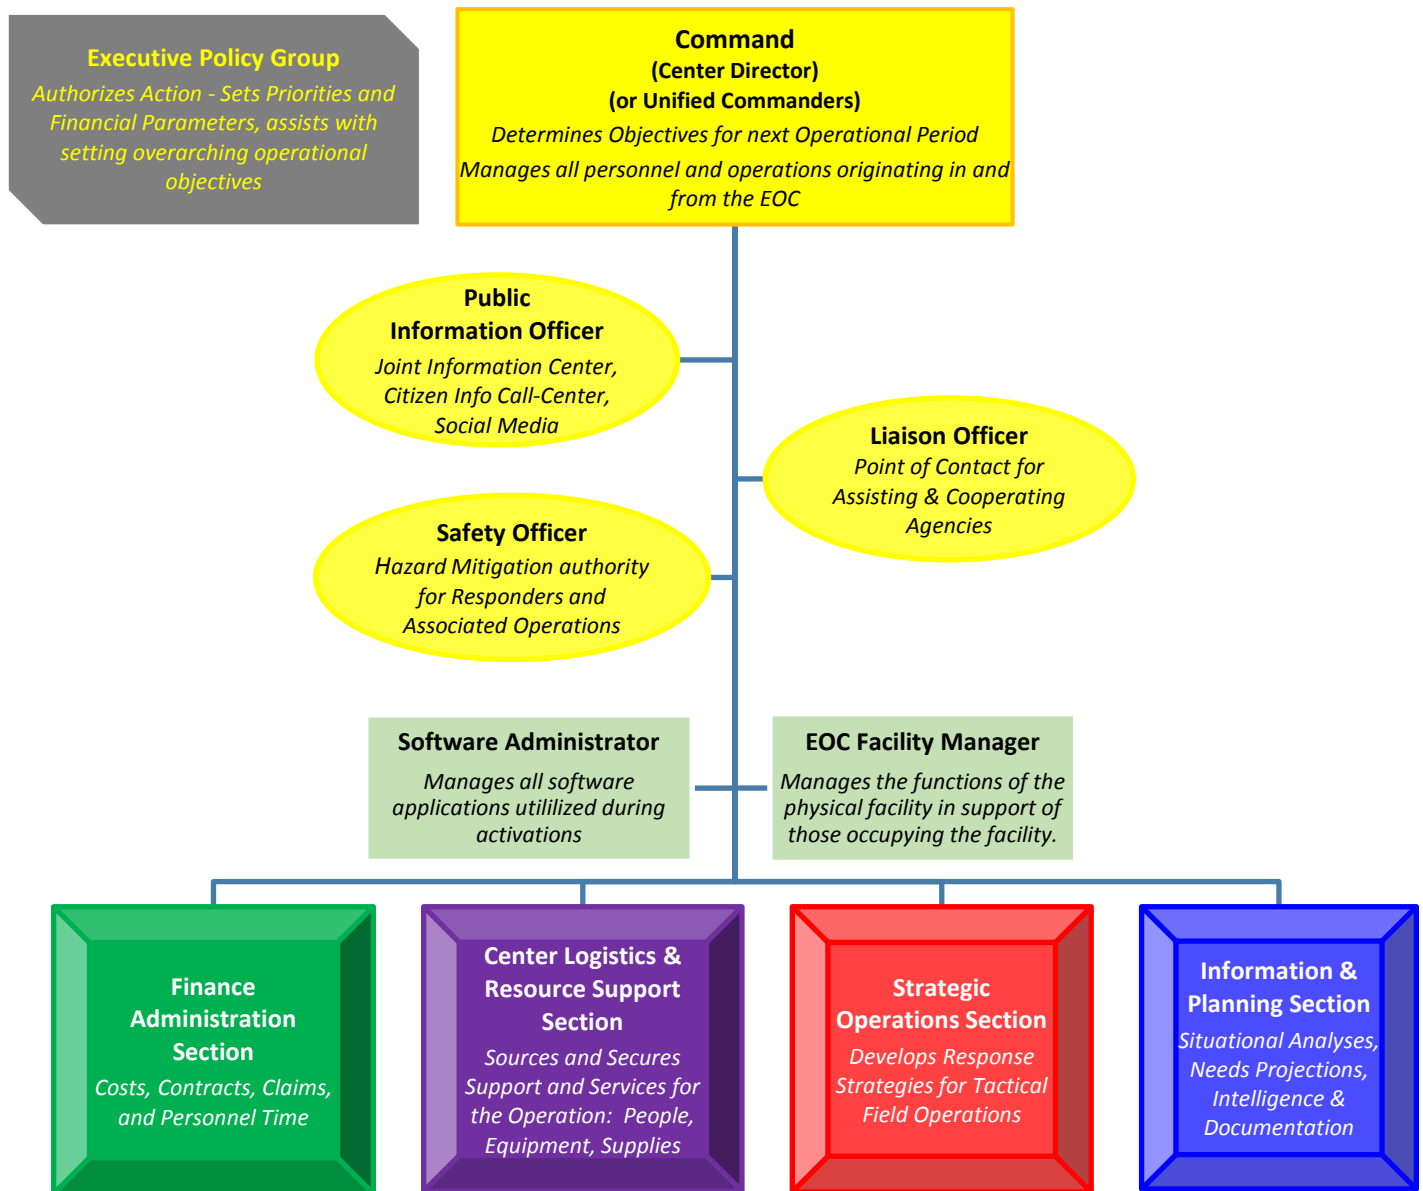 Executive Policy Group
Authorizes Action - Sets Priorities and
Financial Parameters, assists with
setting overarching operational
objectives
Command
(Center Director)
(or Unified Commanders)
Determines Objectives for next Operational Period
Manages all personnel and operations originating in and
from the EOC
Public
Information Officer
Joint Information Center,
Citizen Info Call-Center,
Social Media
Liaison Officer
Point of Contact for
Assisting & Cooperating
Agencies
Safety Officer
Hazard Mitigation authority
for Responders and
Associated Operations
Software Administrator
Manages all software
applications utililized during
activations
EOC Facility Manager
Manages the functions of the
physical facility in support of
those occupying the facility.
Finance
Administration
Section
Costs, Contracts, Claims,
and Personnel Time
Center Logistics &
Resource Support
Section
Sources and Secures
Support and Services for
the Operation:  People,
Equipment, Supplies
Strategic
Operations Section
Develops Response
Strategies for Tactical
Field Operations
Information &
Planning Section
Situational Analyses,
Needs Projections,
Intelligence &
Documentation